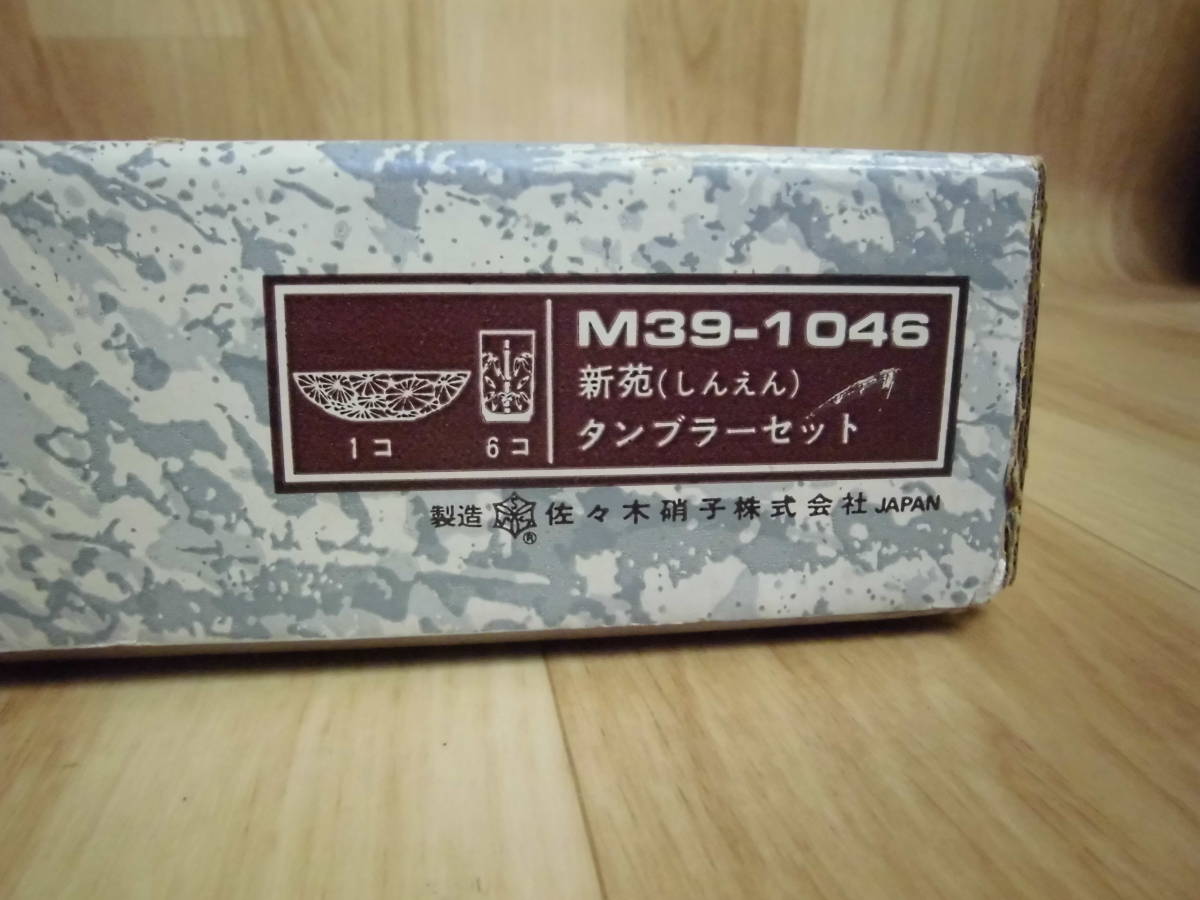 M39-1046
新苑(しんえん)
タンブラーセット
1コ 6コ
製造 ® 佐々木硝子株式会社 JAPAN